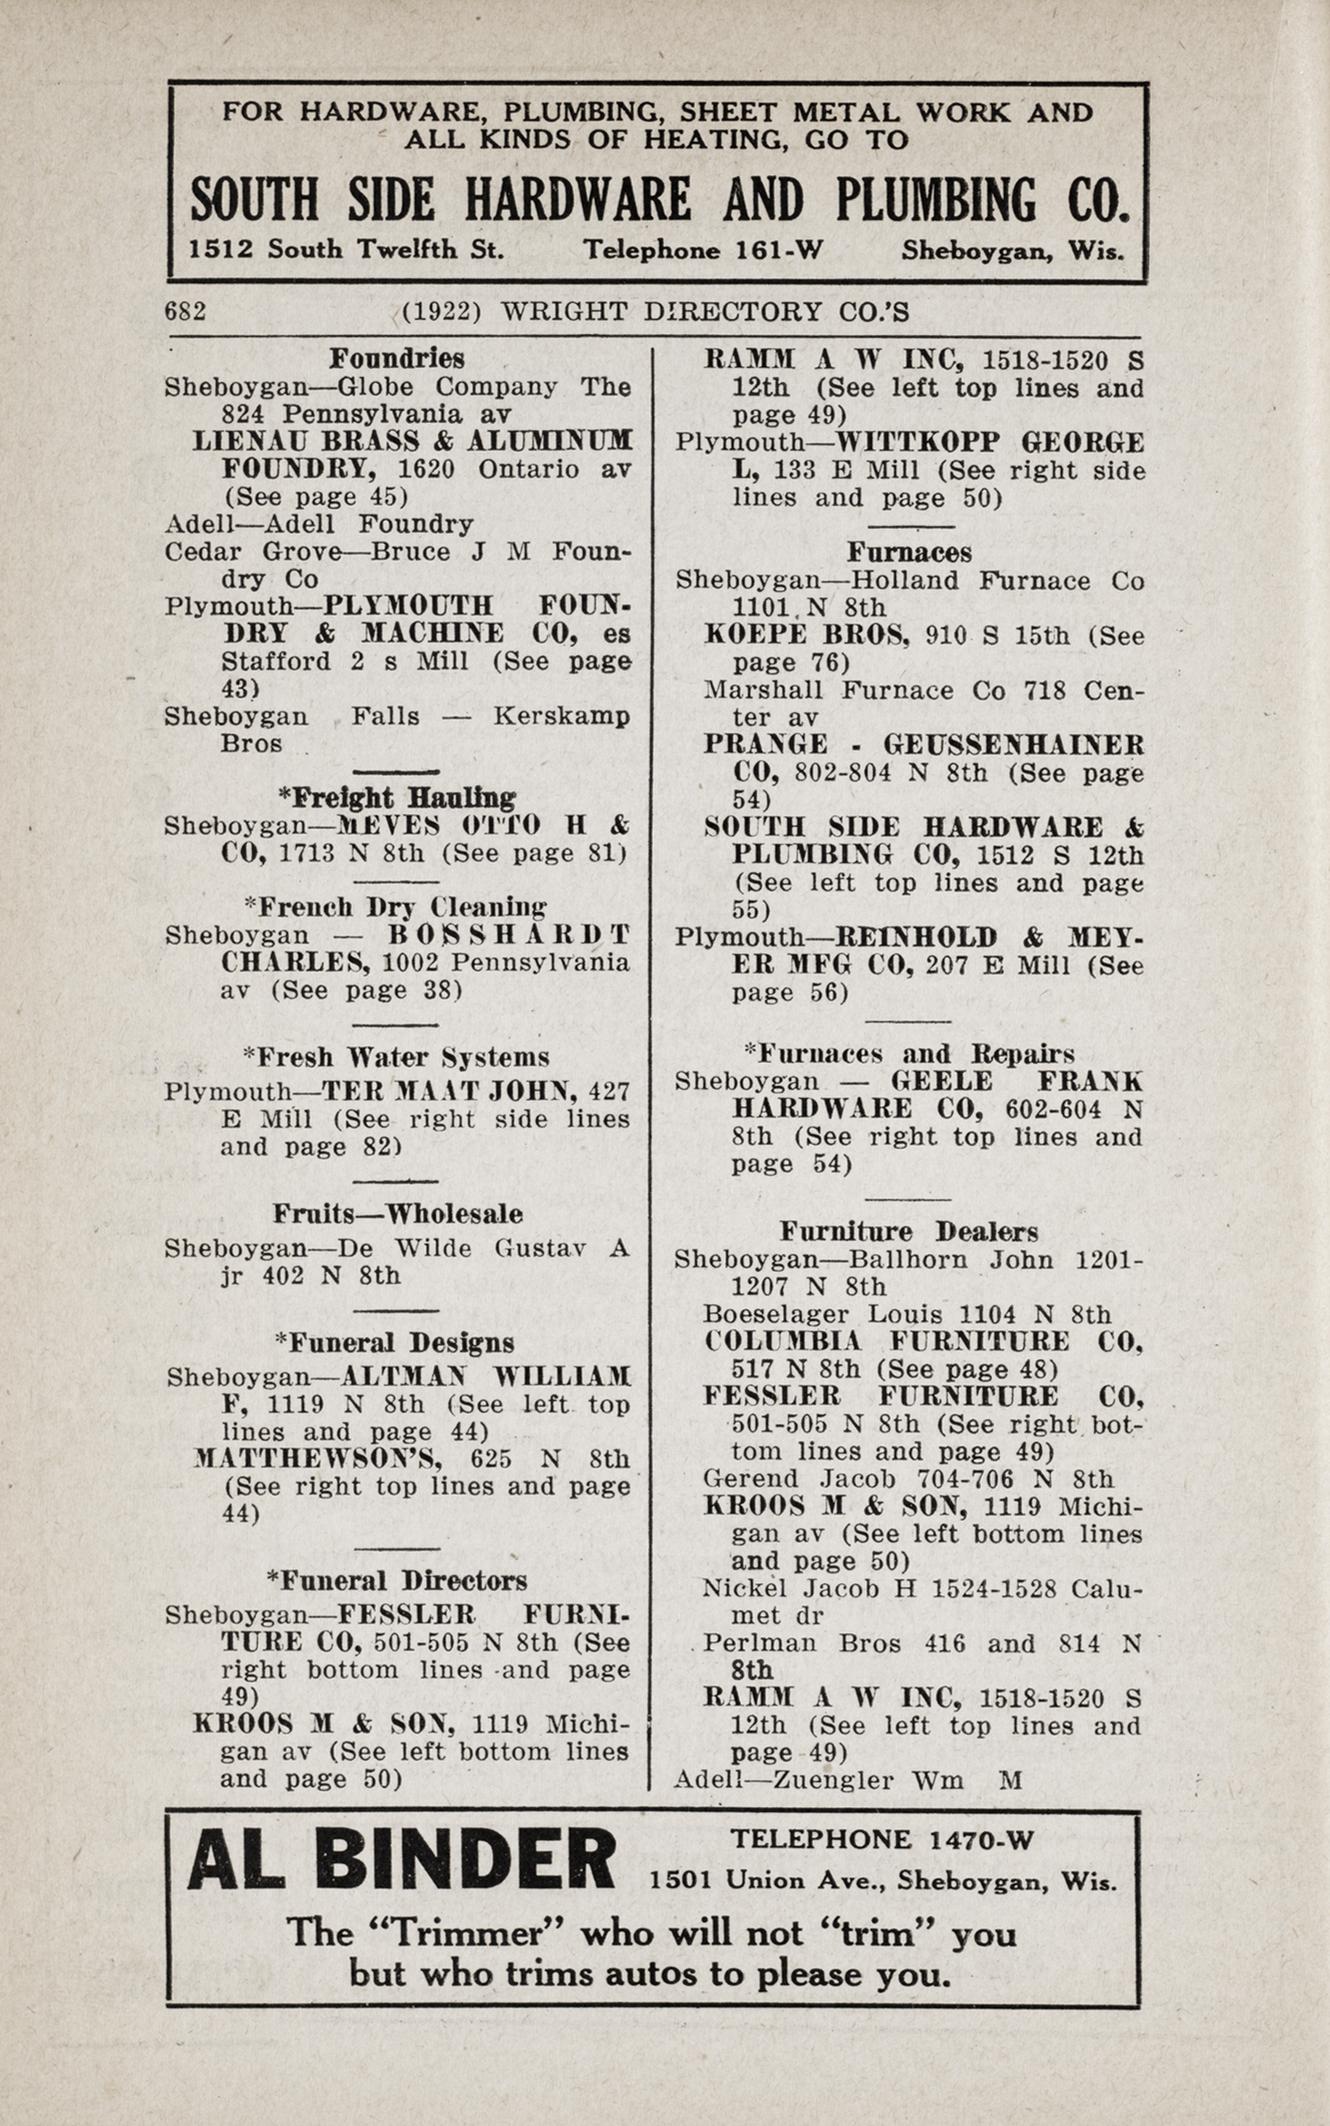 FOR HARDWARE, PLUMBING, SHEET METAL WORK AND
ALL KINDS OF HEATING, GO TO
SOUTH SIDE HARDWARE AND PLUMBING CO.
1512 South Twelfth St. Telephone 161-W Sheboygan, Wis.
682 (1922) WRIGHT DIRECTORY CO.'S
Foundries
Sheboygan—Globe Company The
824 Pennsylvania av
LIENAU BRASS & ALUMINUM
FOUNDRY, 1620 Ontario av
(See page 45)
Adell—Adell Foundry
Cedar Grove—Bruce J M Foun-
dry Co
Plymouth—PLYMOUTH FOUN-
DRY & MACHINE CO, es
Stafford 2 s Mill (See page
43)
Sheboygan Falls — Kerskamp
Bros
*Freight Hauling
Sheboygan—MEVES OTTO H &
CO, 1713 N 8th (See page 81)
*French Dry Cleaning
Sheboygan — BOSSHARDT
CHARLES, 1002 Pennsylvania
av (See page 38)
*Fresh Water Systems
Plymouth—TER MAAT JOHN, 427
E Mill (See right side lines
and page 82)
Fruits—Wholesale
Sheboygan—De Wilde Gustav A
jr 402 N 8th
*Funeral Designs
Sheboygan—ALTMAN WILLIAM
F, 1119 N 8th (See left top
lines and page 44)
MATTHEWSON'S, 625 N 8th
(See right top lines and page
44)
*Funeral Directors
Sheboygan—FESSLER FURNI-
TURE CO, 501-505 N 8th (See
right bottom lines and page
49)
KROOS M & SON, 1119 Michi-
gan av (See left bottom lines
and page 50)
RAMM A W INC, 1518-1520 S
12th (See left top lines and
page 49)
Plymouth—WITTKOPP GEORGE
L, 133 E Mill (See right side
lines and page 50)
Furnaces
Sheboygan—Holland Furnace Co
1101 N 8th
KOEPE BROS, 910 S 15th (See
page 76)
Marshall Furnace Co 718 Cen-
ter av
PRANGE - GEUSSENHAINER
CO, 802-804 N 8th (See page
54)
SOUTH SIDE HARDWARE &
PLUMBING CO, 1512 S 12th
(See left top lines and page
55)
Plymouth—REINHOLD & MEY-
ER MFG CO, 207 E Mill (See
page 56)
*Furnaces and Repairs
Sheboygan — GEELE FRANK
HARDWARE CO, 602-604 N
8th (See right top lines and
page 54)
Furniture Dealers
Sheboygan—Ballhorn John 1201-
1207 N 8th
Boeselager Louis 1104 N 8th
COLUMBIA FURNITURE CO,
517 N 8th (See page 48)
FESSLER FURNITURE CO,
501-505 N 8th (See right bot-
tom lines and page 49)
Gerend Jacob 704-706 N 8th
KROOS M & SON, 1119 Michi-
gan av (See left bottom lines
and page 50)
Nickel Jacob H 1524-1528 Calu-
met dr
Perlman Bros 416 and 814 N
8th
RAMM A W INC, 1518-1520 S
12th (See left top lines and
page 49)
Adell—Zuengler Wm M
AL BINDER
TELEPHONE 1470-W
1501 Union Ave., Sheboygan, Wis.
The “Trimmer” who will not “trim” you
but who trims autos to please you.